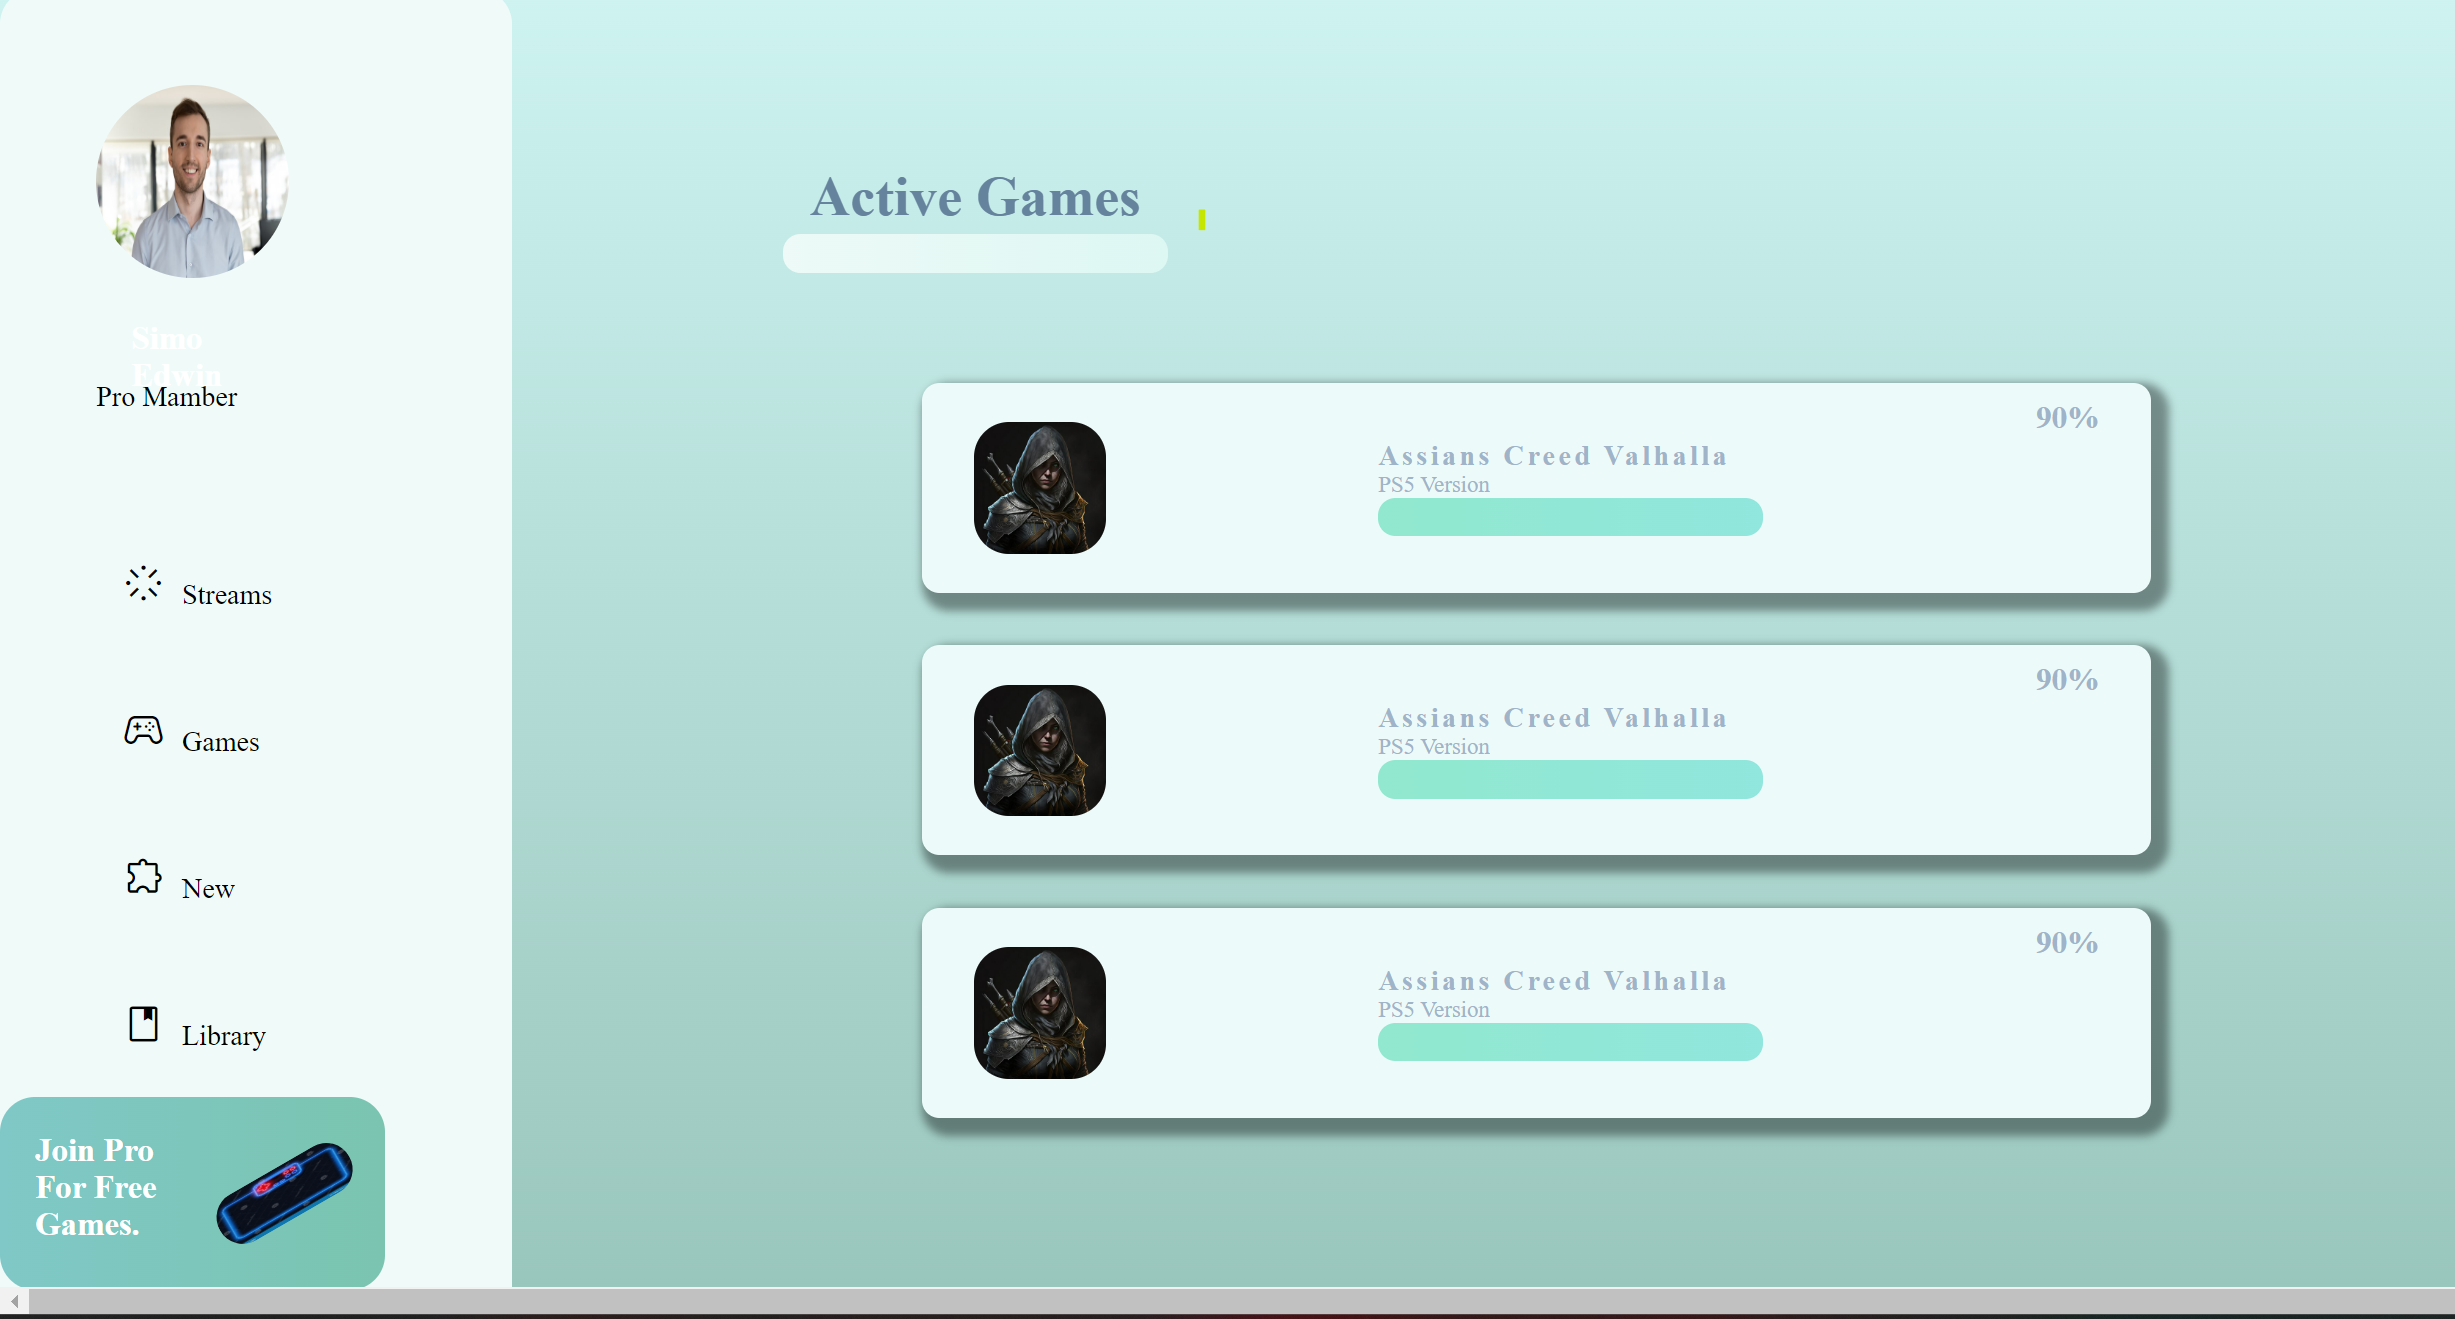 Simo
Edwin
Pro Mamber
Streams
Games
New
Library
Join Pro
For Free
Games.
Active Games
90%
Assians Creed Valhalla
PS5 Version
90%
Assians Creed Valhalla
PS5 Version
90%
Assians Creed Valhalla
PS5 Version